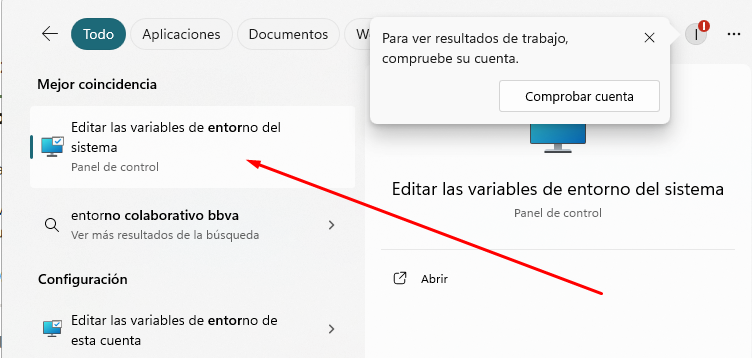 Todo
Aplicaciones
Documentos
Para ver resultados de trabajo,
compruebe su cuenta.
Comprobar cuenta
I
Mejor coincidencia
Editar las variables de entorno del
sistema
Panel de control
entorno colaborativo bbva
Ver más resultados de la búsqueda
Configuración
Editar las variables de entorno de
esta cuenta
Editar las variables de entorno del sistema
Panel de control
Abrir